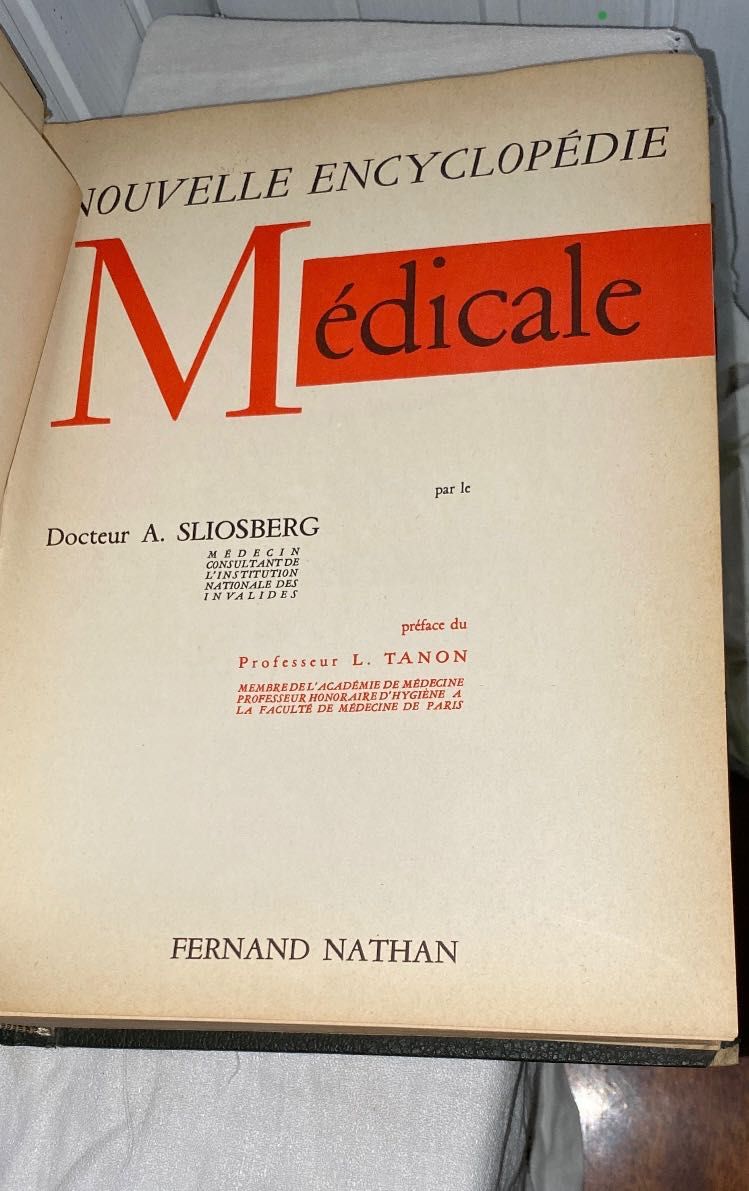 NOUVELLE ENCYCLOPÉDIE
Médicale
par le
Docteur A. SLIOSBERG
MÉDECIN
CONSULTANT DE
L'INSTITUTION
NATIONALE DES
INVALIDES
préface du
Professeur L. TANON
MEMBRE DE L'ACADÉMIE DE MÉDECINE
PROFESSEUR HONORAIRE D'HYGIÈNE A
LA FACULTÉ DE MÉDECINE DE PARIS
FERNAND NATHAN